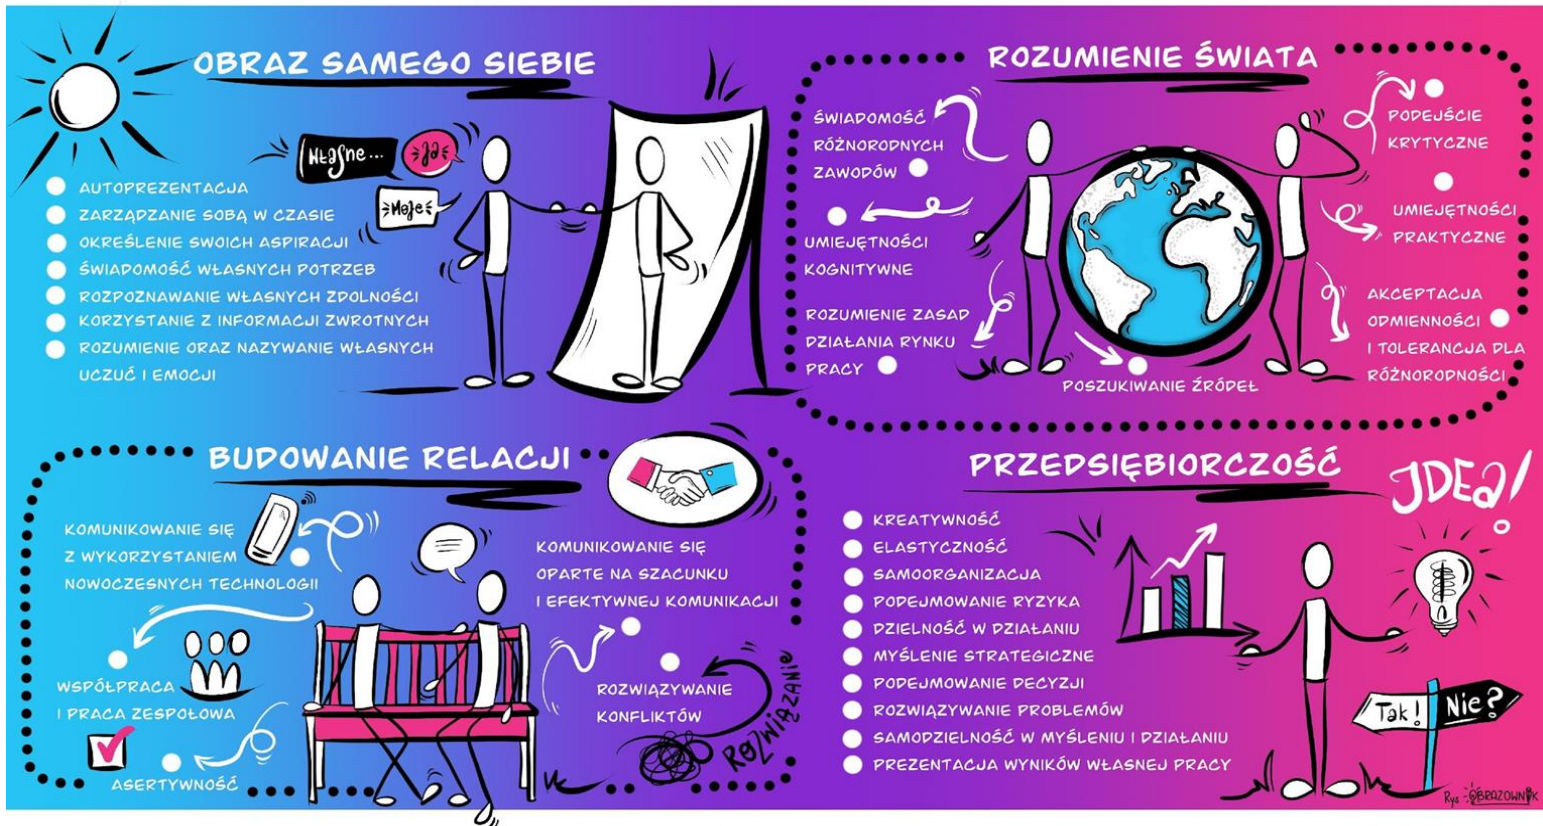 OBRAZ SAMEGO SIEBIE
Własne...
Ja
Moje
AUTOPREZENTACJA
ZARZĄDZANIE SOBĄ W CZASIE
OKREŚLENIE SWOICH ASPIRACJI
ŚWIADOMOŚĆ WŁASNYCH POTRZEB
ROZPOZNAWANIE WŁASNYCH ZDOLNOŚCI
KORZYSTANIE Z INFORMACJI ZWROTNYCH
ROZUMIENIE ORAZ NAZYWANIE WŁASNYCH
UCZUĆ I EMOCJI
ROZUMIENIE ŚWIATA
ŚWIADOMOŚĆ
RÓŻNORODNYCH
ZAWODÓW
UMIEJĘTNOŚCI
KOGNITYWNE
ROZUMIENIE ZASAD
DZIAŁANIA RYNKU
PRACY
POSZUKIWANIE ŹRÓDEŁ
PODEJŚCIE
KRYTYCZNE
UMIEJĘTNOŚCI
PRAKTYCZNE
AKCEPTACJA
ODMIENNOŚCI
I TOLERANCJA DLA
RÓŻNORODNOŚCI
BUDOWANIE RELACJI
KOMUNIKOWANIE SIĘ
Z WYKORZYSTANIEM
NOWOCZESNYCH TECHNOLOGII
WSPÓŁPRACA
I PRACA ZESPOŁOWA
ASERTYWNOŚĆ
KOMUNIKOWANIE SIĘ
OPARTE NA SZACUNKU
I EFEKTYWNEJ KOMUNIKACJI
ROZWIĄZYWANIE
KONFLIKTÓW
ROZWIĄZANIE
PRZEDSIĘBIORCZOŚĆ
KREATYWNOŚĆ
ELASTYCZNOŚĆ
SAMOORGANIZACJA
PODEJMOWANIE RYZYKA
DZIELNOŚĆ W DZIAŁANIU
MYŚLENIE STRATEGICZNE
PODEJMOWANIE DECYZJI
ROZWIĄZYWANIE PROBLEMÓW
SAMODZIELNOŚĆ W MYŚLENIU I DZIAŁANIU
PREZENTACJA WYNIKÓW WŁASNEJ PRACY
IDEA!
Tak!
Nie?
Rys OBRAZOWNIK